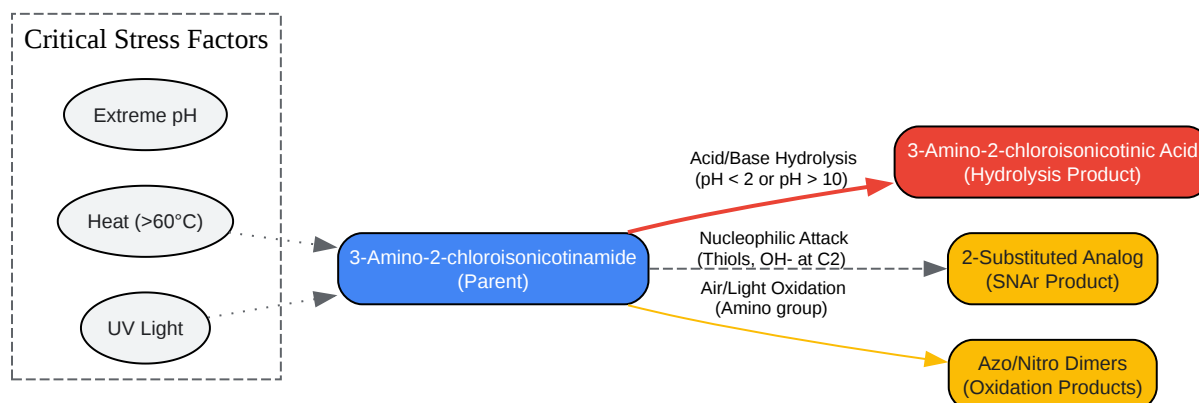 Critical Stress Factors
Extreme pH
Heat (>60°C)
UV Light
3-Amino-2-chloroisonicotinamide
(Parent)
Acid/Base Hydrolysis
(pH < 2 or pH > 10)
Nucleophilic Attack
(Thiols, OH- at C2)
Air/Light Oxidation
(Amino group)
3-Amino-2-chloroisonicotinic Acid
(Hydrolysis Product)
2-Substituted Analog
(SNAr Product)
Azo/Nitro Dimers
(Oxidation Products)